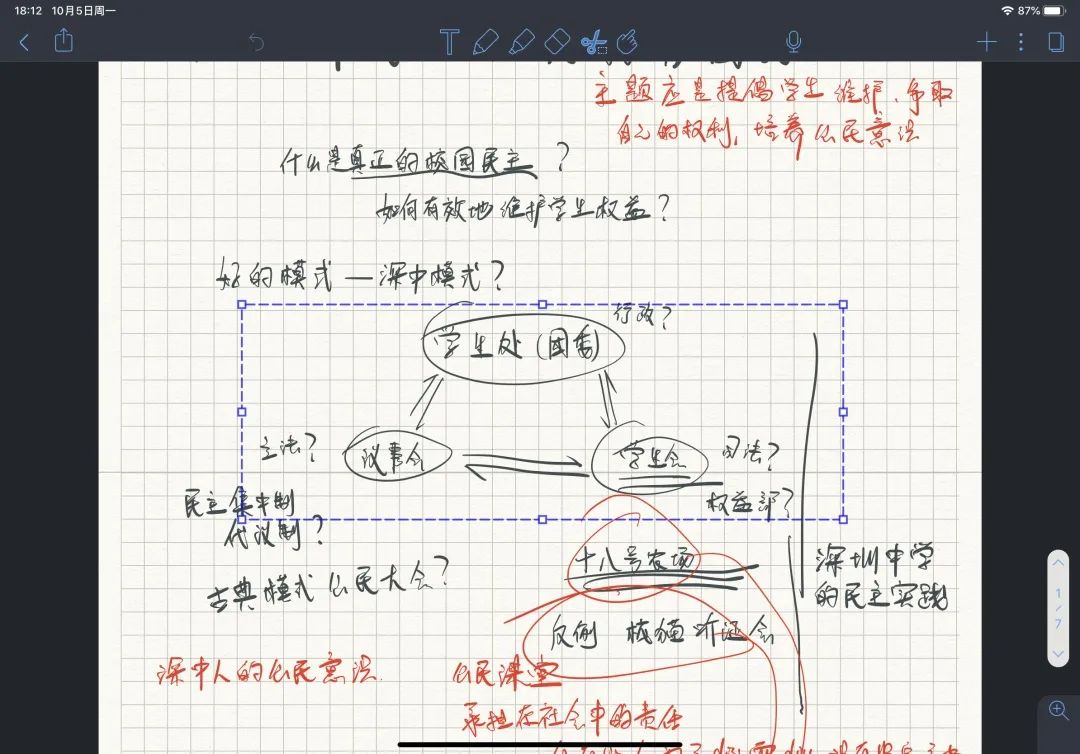 18:12 10月5日周一
87%
主题应是提倡学生维护、争取
自己的权利，培养公民意识
什么是真正的校园民主？
如何有效地维护学生权益？
好的模式—深中模式？
行政？
学生处（团委）
立法？
议事会
学生会
司法？
民主集中制
权益部？
代议制？
十八号农场
深圳中学
的民主实践
古典模式 公民大会？
反例 校猫听证会
深中人的公民意识
公民课堂
承担在社会中的责任
1/7